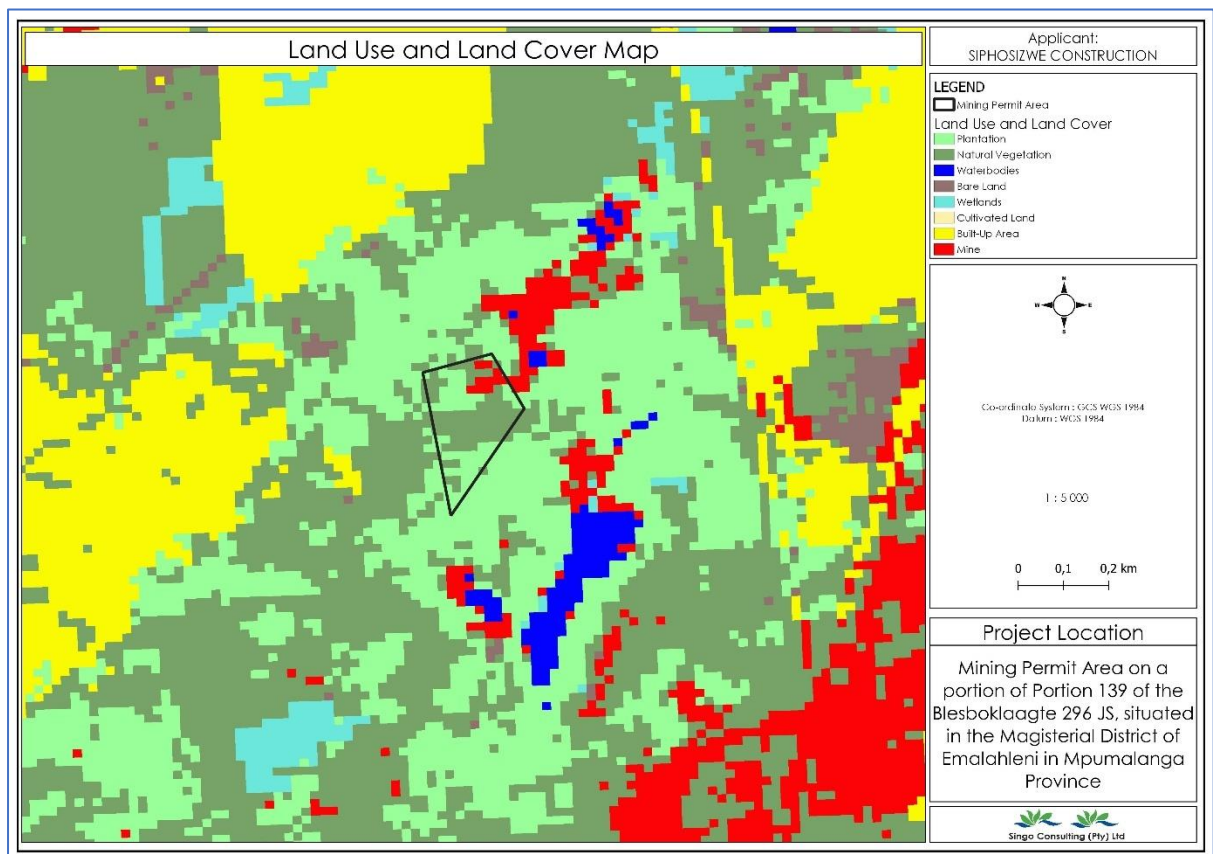 Land Use and Land Cover Map
Applicant:
SIPHOSIZWE CONSTRUCTION
LEGEND
Mining Permit Area
Land Use and Land Cover
Plantation
Natural Vegetation
Waterbodies
Bare Land
Wetlands
Cultivated Land
Built-Up Area
Mine
N
W E
S
Co-ordinate System : GCS WGS 1984
Datum : WGS 1984
1 : 5 000
0 0,1 0,2 km
Project Location
Mining Permit Area on a
portion of Portion 139 of the
Blesboklaagte 296 JS, situated
in the Magisterial District of
Emalahleni in Mpumalanga
Province
Singo Consulting (Pty) Ltd